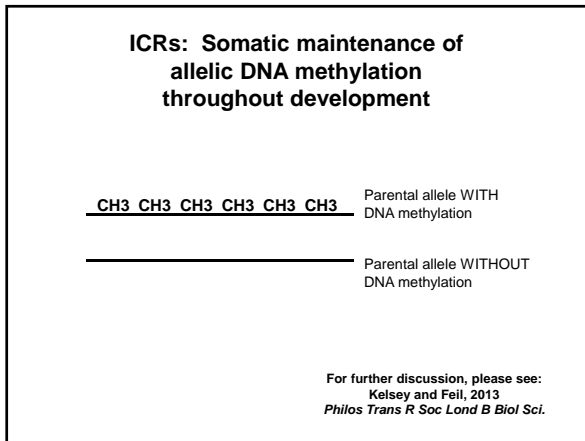 ICRs: Somatic maintenance of
allelic DNA methylation
throughout development
CH3 CH3 CH3 CH3 CH3 CH3
Parental allele WITH
DNA methylation
Parental allele WITHOUT
DNA methylation
For further discussion, please see:
Kelsey and Feil, 2013
Philos Trans R Soc Lond B Biol Sci.